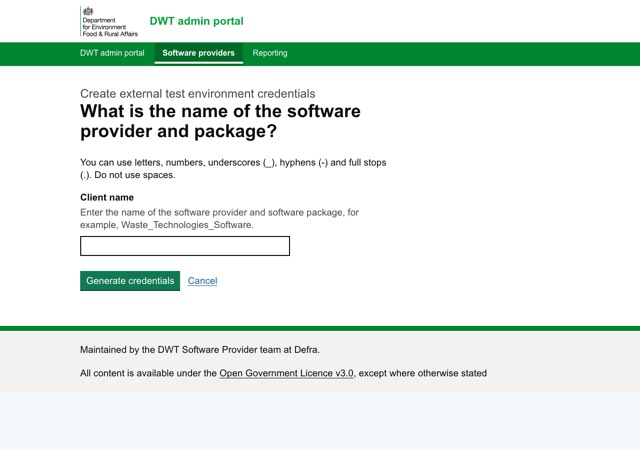 Department
for Environment
Food & Rural Affairs
DWT admin portal
DWT admin portal
Software providers
Reporting
Create external test environment credentials
What is the name of the software
provider and package?
You can use letters, numbers, underscores (_), hyphens (-) and full stops
(.). Do not use spaces.
Client name
Enter the name of the software provider and software package, for
example, Waste_Technologies_Software.
Generate credentials
Cancel
Maintained by the DWT Software Provider team at Defra.
All content is available under the Open Government Licence v3.0, except where otherwise stated